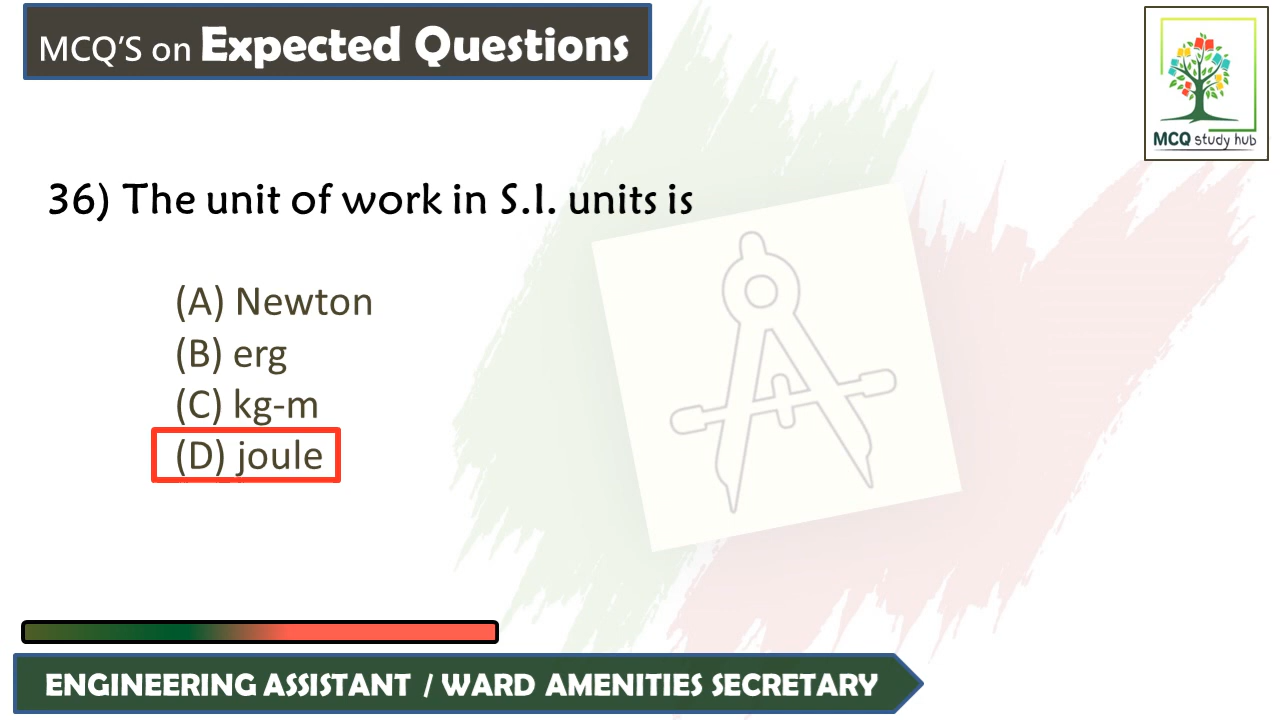 MCQ'S on Expected Questions
MCQ study hub
36) The unit of work in S.I. units is
(A) Newton
(B) erg
(C) kg-m
(D) joule
ENGINEERING ASSISTANT / WARD AMENITIES SECRETARY